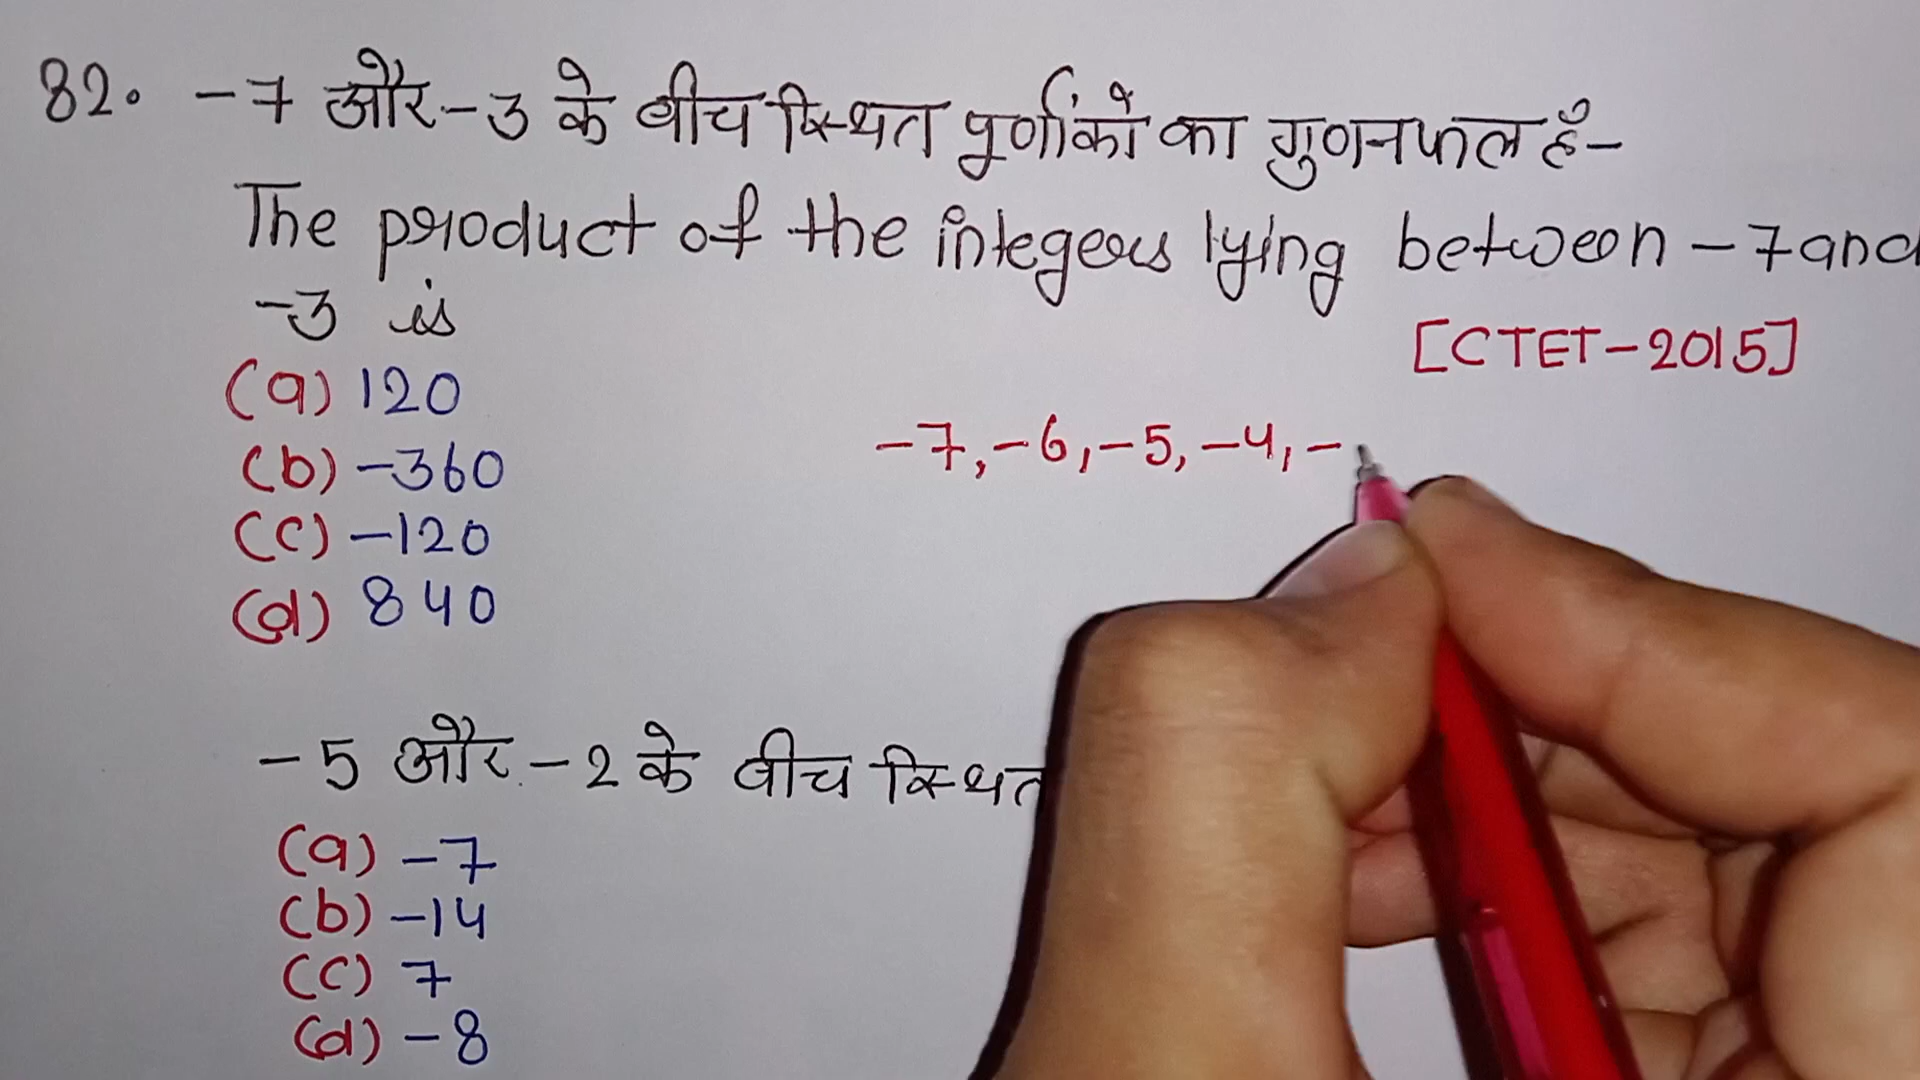 82. -7 और -3 के बीच स्थित पूर्णांकों का गुणनफल है-
The product of the integers lying between -7 and
-3 is
[CTET-2015]
(a) 120
(b) -360
(c) -120
(d) 840
-7, -6, -5, -4, -
-5 और -2 के बीच स्थित
(a) -7
(b) -14
(c) 7
(d) -8